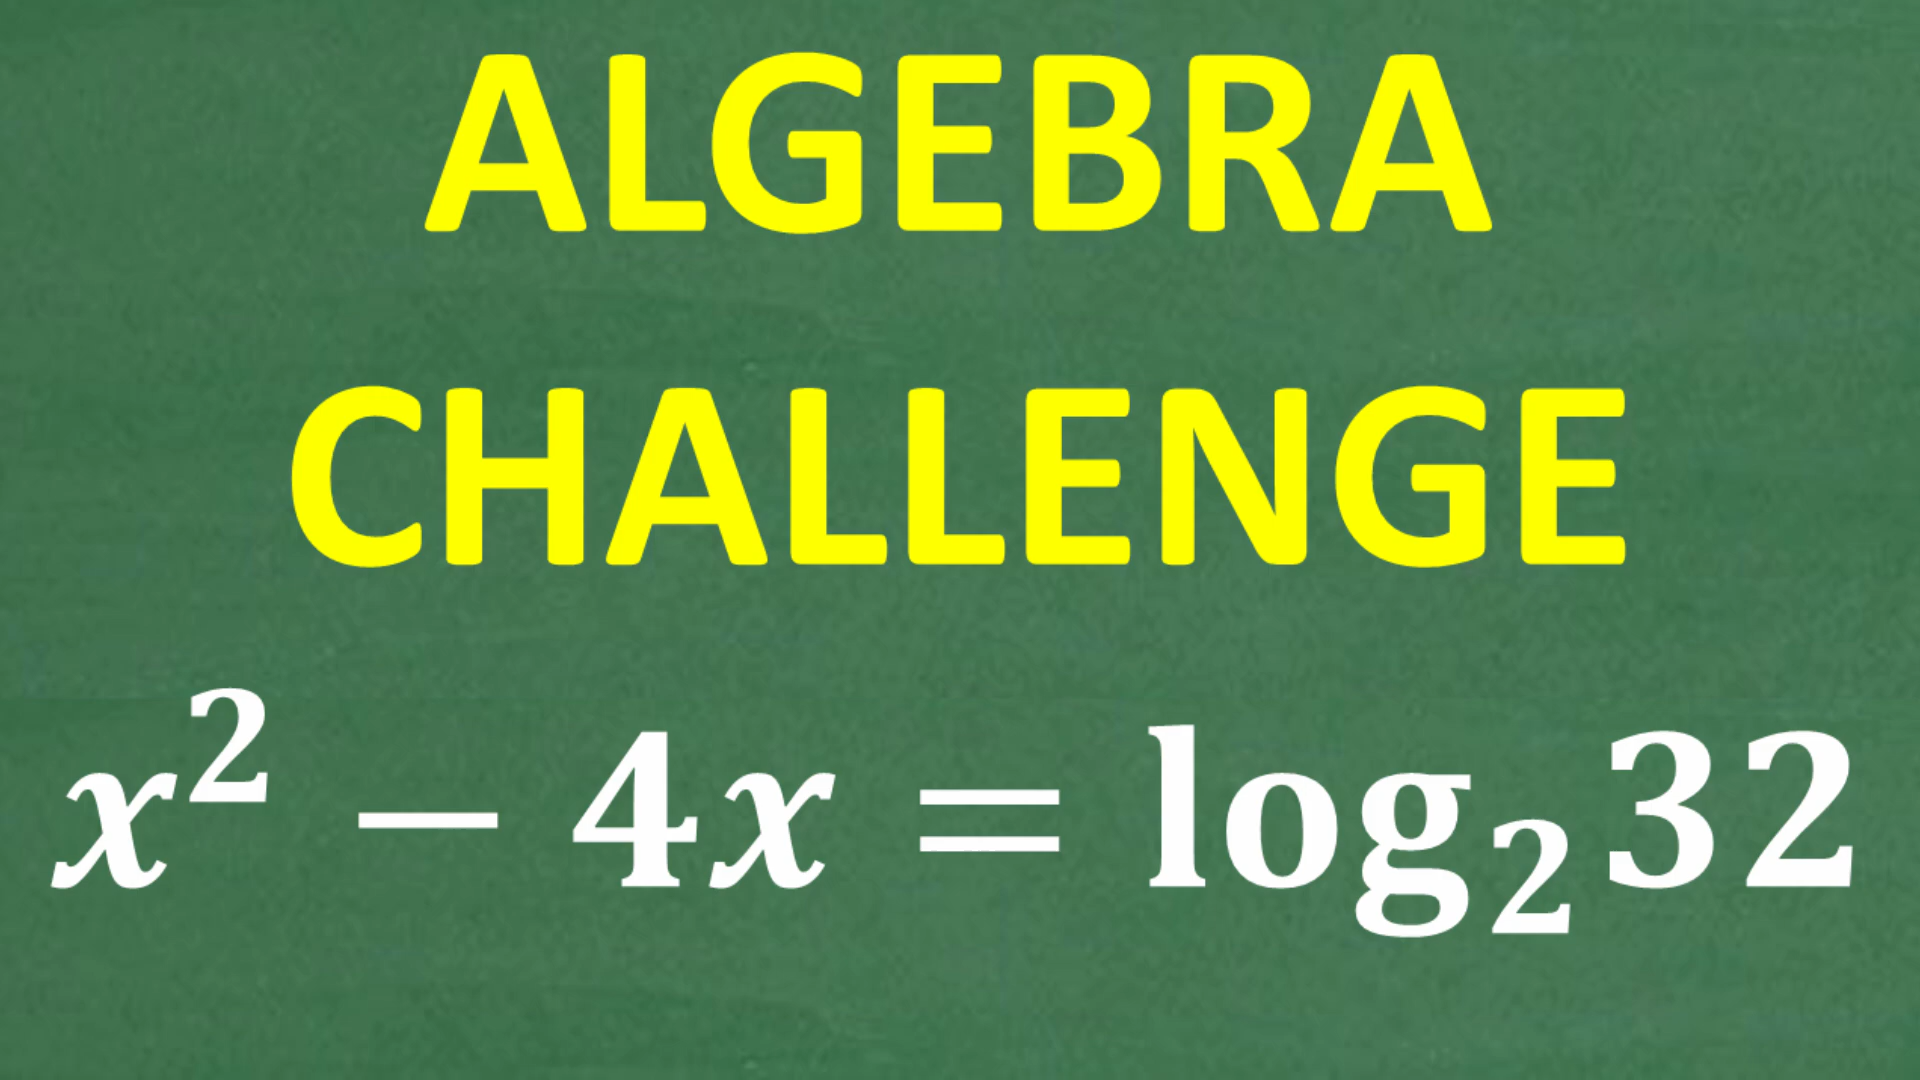 ALGEBRA
CHALLENGE
x² − 4x = log₂32